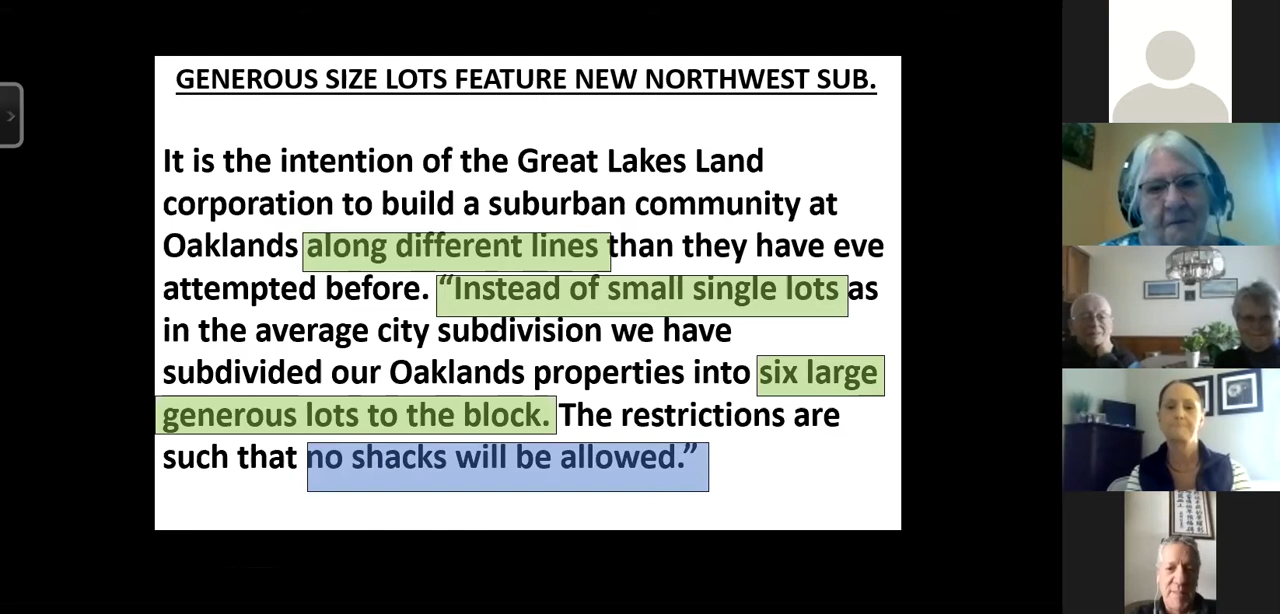 GENEROUS SIZE LOTS FEATURE NEW NORTHWEST SUB.
It is the intention of the Great Lakes Land
corporation to build a suburban community at
Oaklands along different lines than they have eve
attempted before. “Instead of small single lots as
in the average city subdivision we have
subdivided our Oaklands properties into six large
generous lots to the block. The restrictions are
such that no shacks will be allowed.”